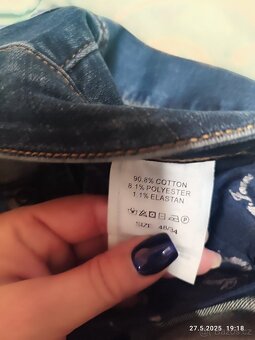 90.8% COTTON
8.1% POLYESTER
1.1% ELASTAN
SIZE 48/34
27.5.2025 19:18